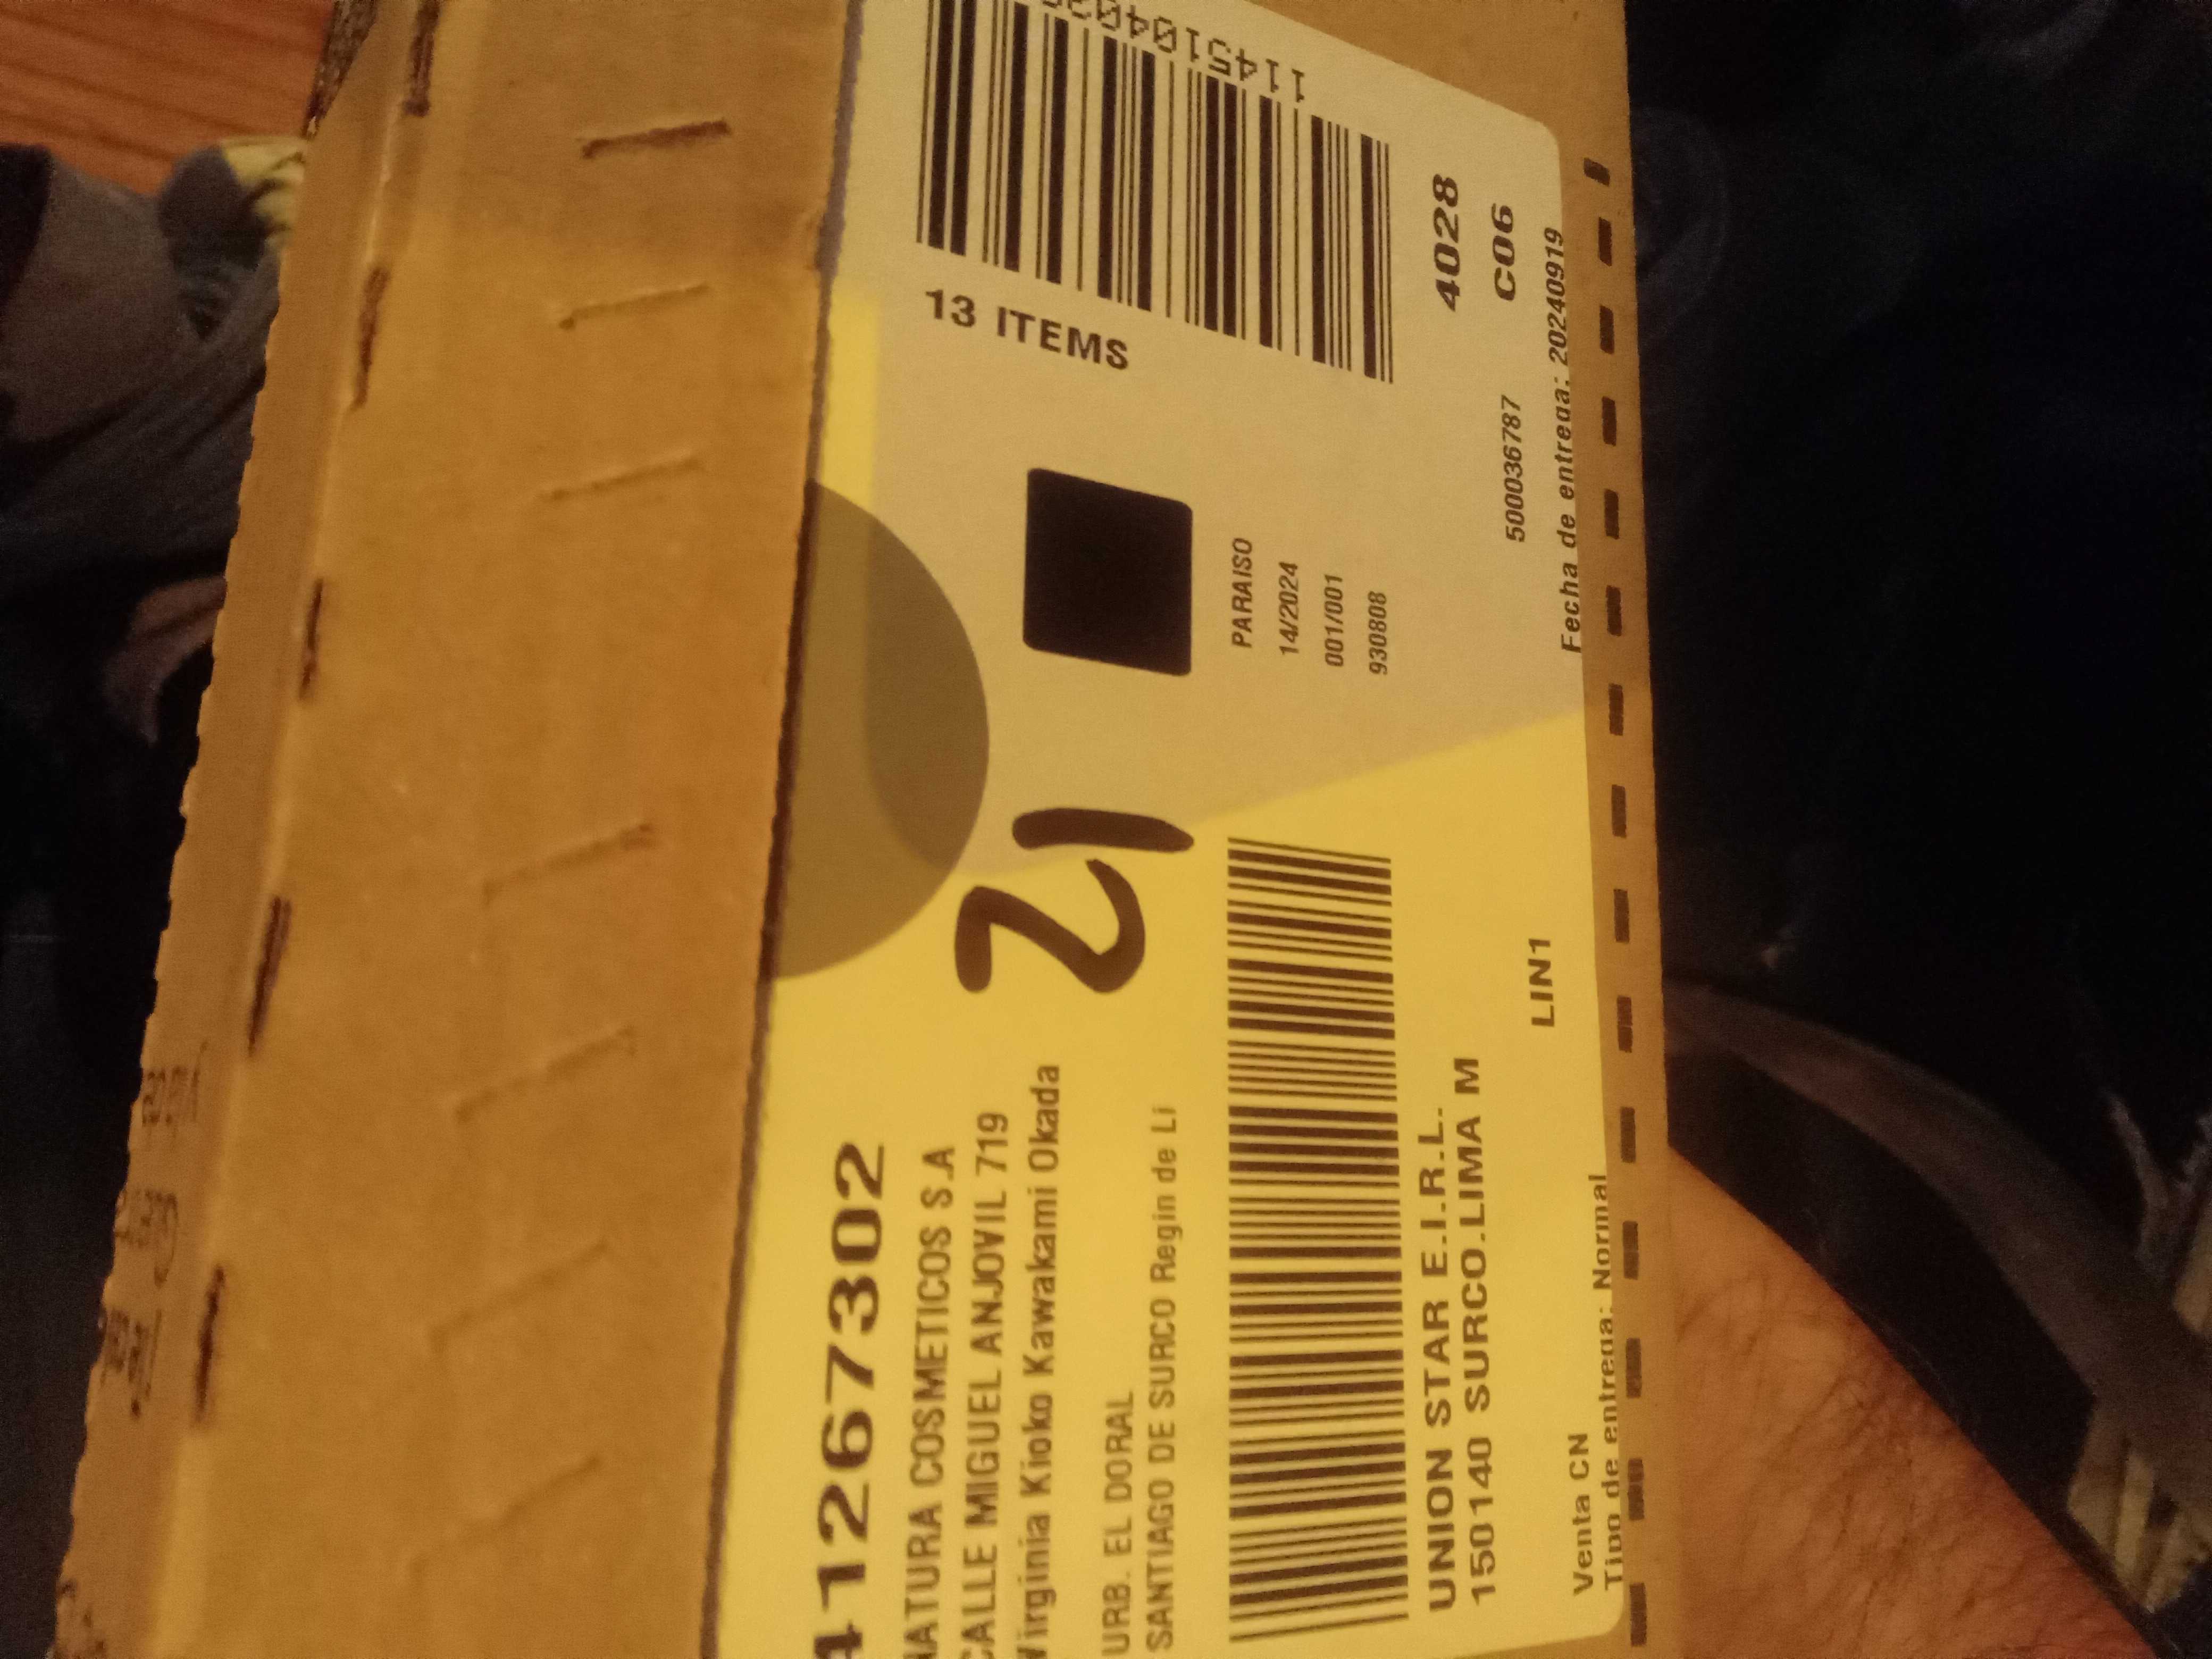 41267302
NATURA COSMETICOS S.A
CALLE MIGUEL ANJOVIL 719
Virginia Kioko Kawakami Okada
URB. EL DORAL
SANTIAGO DE SURCO Regin de Li
21
13 ITEMS
PARAISO
14/2024
001/001
930808
UNION STAR E.I.R.L.
150140 SURCO.LIMA M
LIN1
4028
C06
500036787
Venta CN
Tipo de entrega: Normal
Fecha de entrega: 20240919